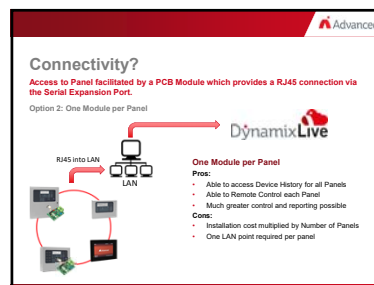 Advanced
Connectivity?
Access to Panel facilitated by a PCB Module which provides a RJ45 connection via
the Serial Expansion Port.
Option 2: One Module per Panel
DynamixLive
RJ45 into LAN
LAN
One Module per Panel
Pros:
• Able to access Device History for all Panels
• Able to Remote Control each Panel
• Much greater control and reporting possible
Cons:
• Installation cost multiplied by Number of Panels
• One LAN point required per panel